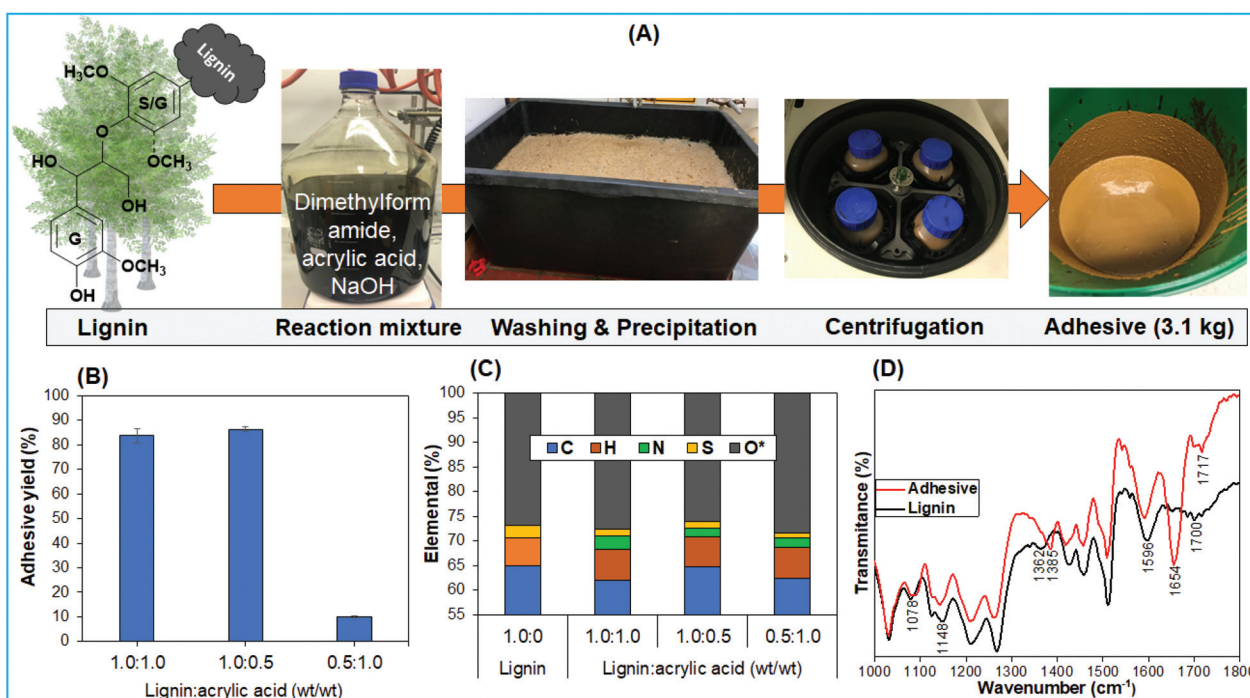 (A)
Lignin
H₃CO
S/G
O
OCH₃
HO
HO
OH
G
OCH₃
OH
Dimethylform
amide,
acrylic acid,
NaOH
Lignin
Reaction mixture
Washing & Precipitation
Centrifugation
Adhesive (3.1 kg)
(B)
Adhesive yield (%)
100
90
80
70
60
50
40
30
20
10
0
1.0:1.0
1.0:0.5
0.5:1.0
Lignin:acrylic acid (wt/wt)
(C)
Elemental (%)
100
95
90
85
80
75
70
65
60
55
C H N S O*
1.0:0
1.0:1.0
1.0:0.5
0.5:1.0
Lignin
Lignin:acrylic acid (wt/wt)
(D)
Transmitance (%)
Adhesive
Lignin
1078
1148
1362
1385
1596
1654
1700
1717
1000 1100 1200 1300 1400 1500 1600 1700 1800
Wavenumber (cm⁻¹)